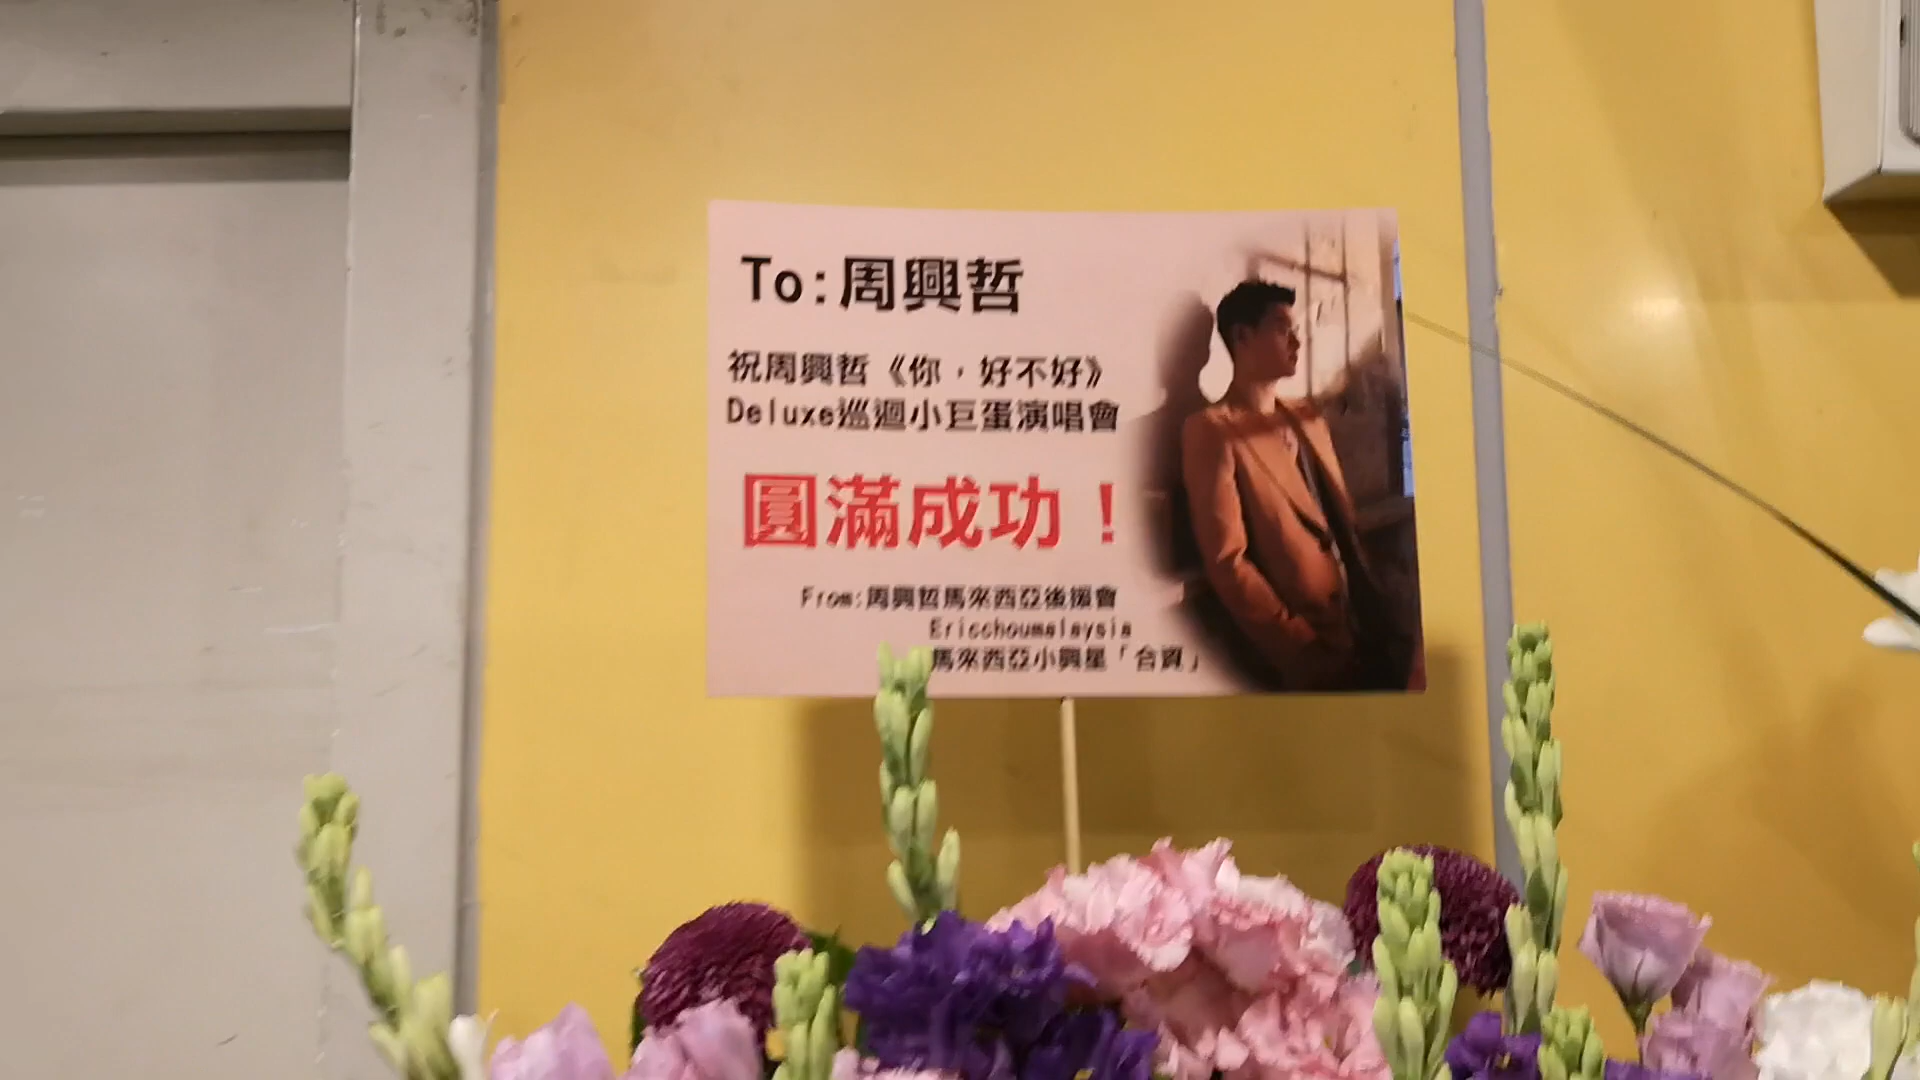 To:周興哲
祝周興哲《你，好不好》
Deluxe巡迴小巨蛋演唱會
圓滿成功！
From:周興哲馬來西亞後援會
Ericchoumalaysia
馬來西亞小興星「合資」